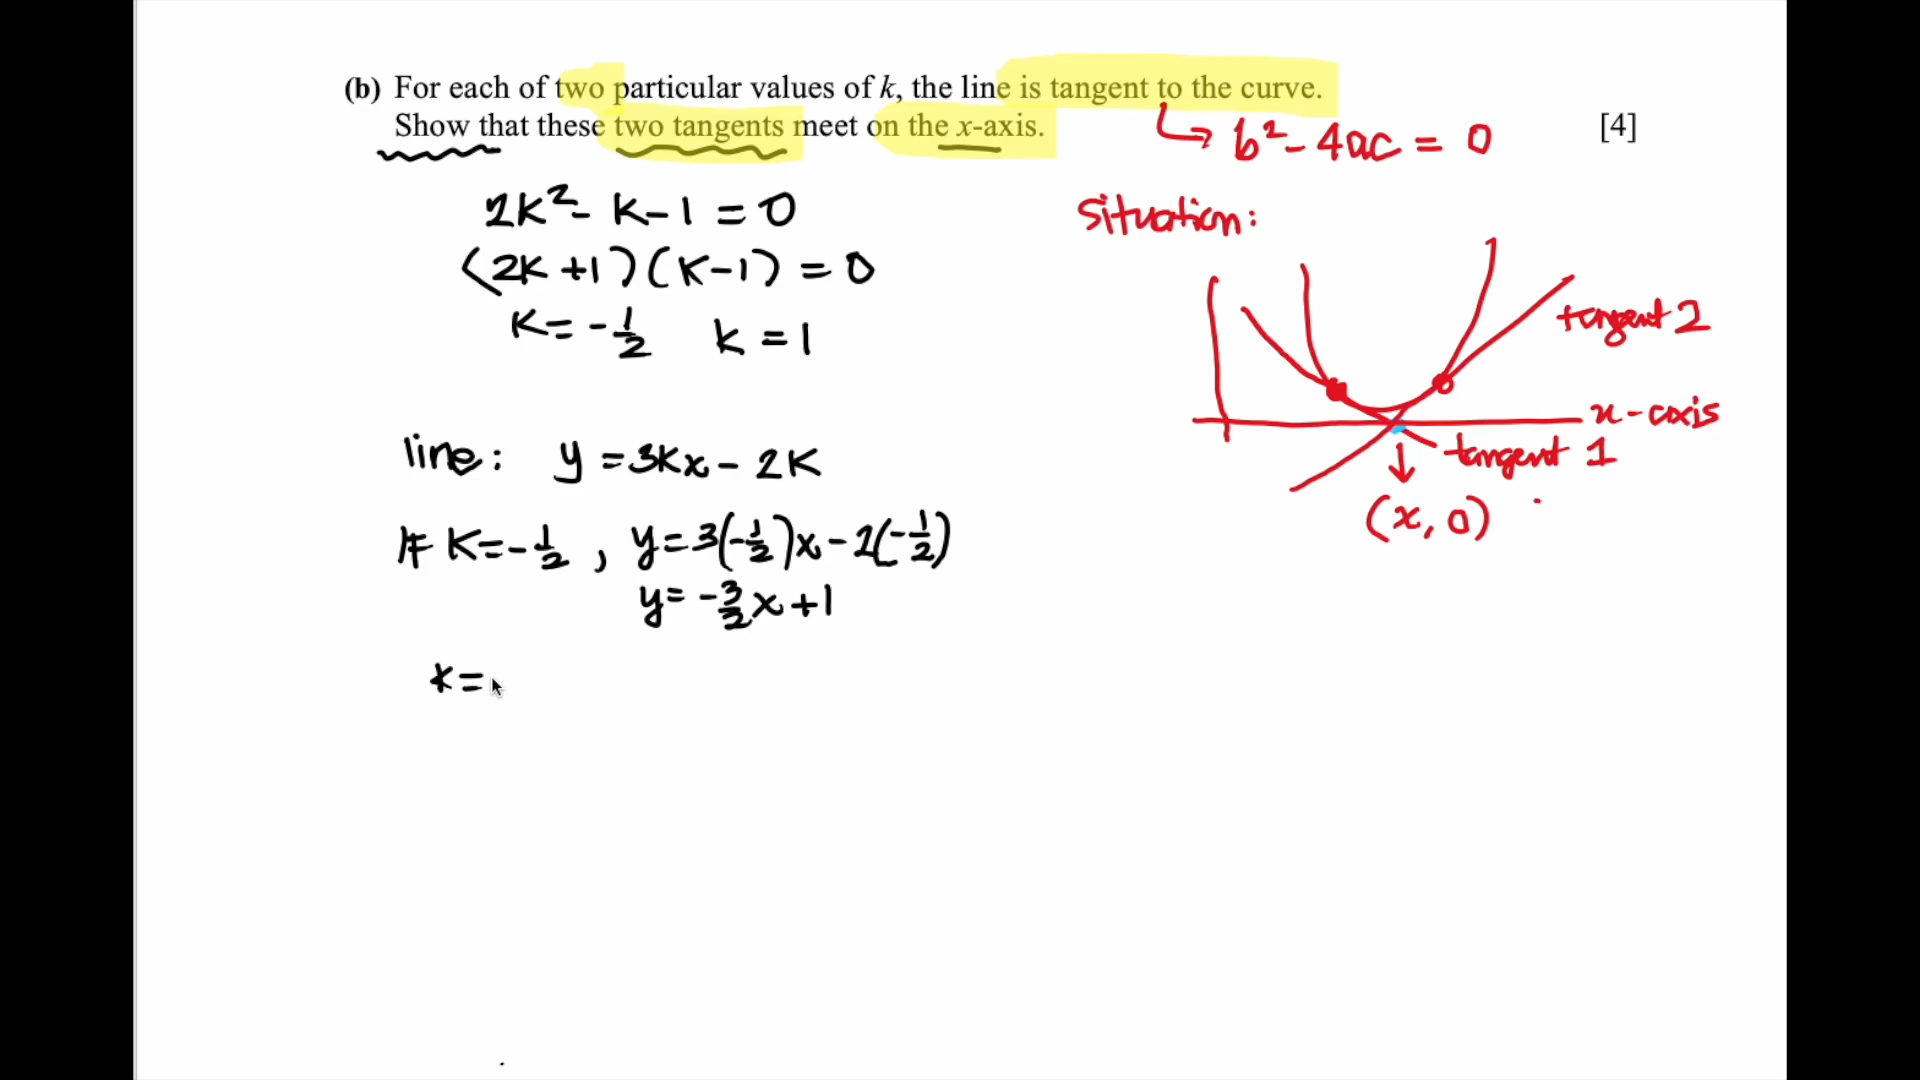 (b) For each of two particular values of k, the line is tangent to the curve.
Show that these two tangents meet on the x-axis. [4]
b² - 4ac = 0
2k² - k - 1 = 0
(2k + 1)(k - 1) = 0
k = -1/2 k = 1
line: y = 3kx - 2k
If k = -1/2, y = 3(-1/2)x - 2(-1/2)
y = -3/2x + 1
k =
Situation:
tangent 2
x-axis
tangent 1
(x, 0)